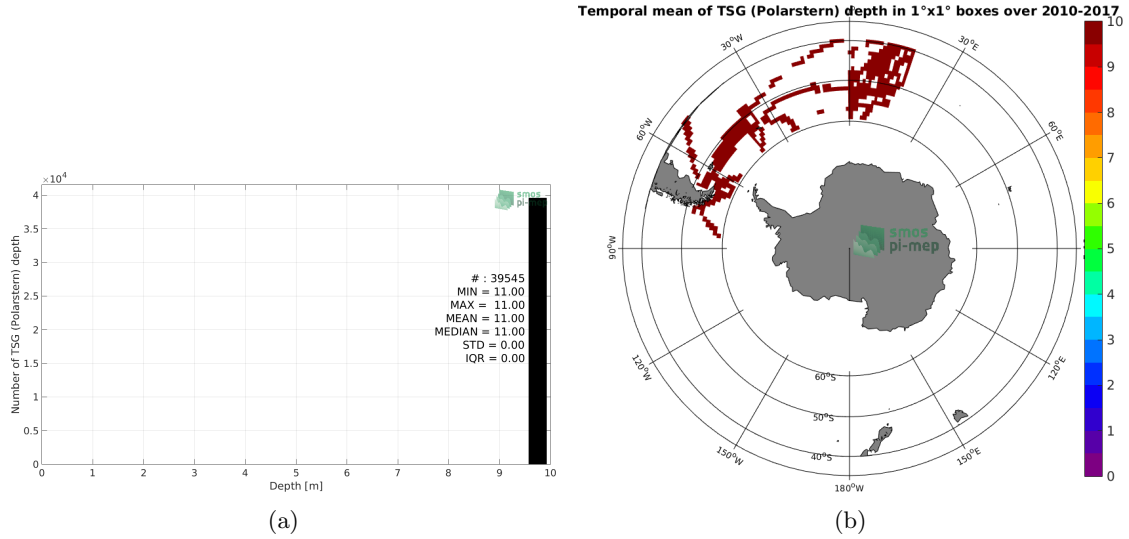 Temporal mean of TSG (Polarstern) depth in 1°x1° boxes over 2010-2017
×10⁴
4
3.5
3
2.5
2
1.5
1
0.5
0
Number of TSG (Polarstern) depth
smos
pi-mep
# : 39545
MIN = 11.00
MAX = 11.00
MEAN = 11.00
MEDIAN = 11.00
STD = 0.00
IQR = 0.00
0 1 2 3 4 5 6 7 8 9 10
Depth [m]
(a)
30°W
30°E
60°W
60°E
90°W
120°W
120°E
150°W
150°E
180°W
60°S
50°S
40°S
smos
pi-mep
10
9
8
7
6
5
4
3
2
1
0
(b)